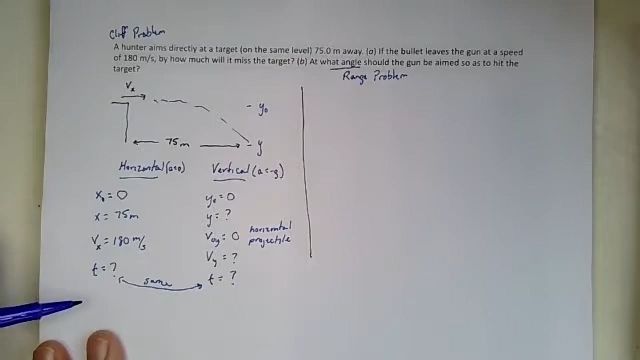 Cliff Problem
A hunter aims directly at a target (on the same level) 75.0 m away. (a) If the bullet leaves the gun at a speed
of 180 m/s, by how much will it miss the target? (b) At what angle should the gun be aimed so as to hit the
target?
Range Problem
Vx
- y₀
75m
- y
Horizontal (a=0)
x₀ = 0
x = 75m
Vx = 180 m/s
t = ?
Vertical (a=-g)
y₀ = 0
y = ?
V₀y = 0 horizontal projectile
Vy = ?
t = ?
same